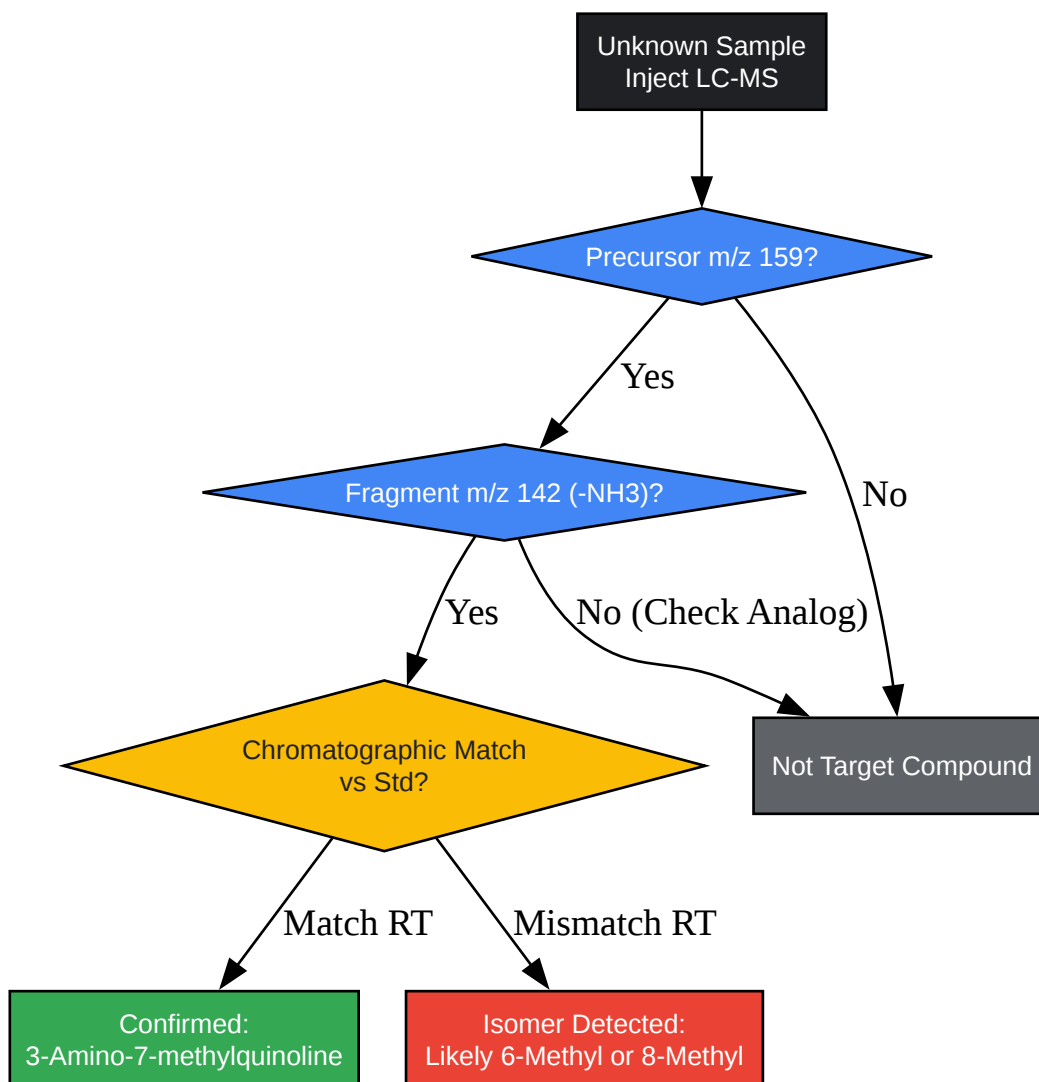 Unknown Sample
Inject LC-MS
Precursor m/z 159?
Yes
No
Fragment m/z 142 (-NH3)?
Yes
No (Check Analog)
Chromatographic Match
vs Std?
Not Target Compound
Match RT
Mismatch RT
Confirmed:
3-Amino-7-methylquinoline
Isomer Detected:
Likely 6-Methyl or 8-Methyl